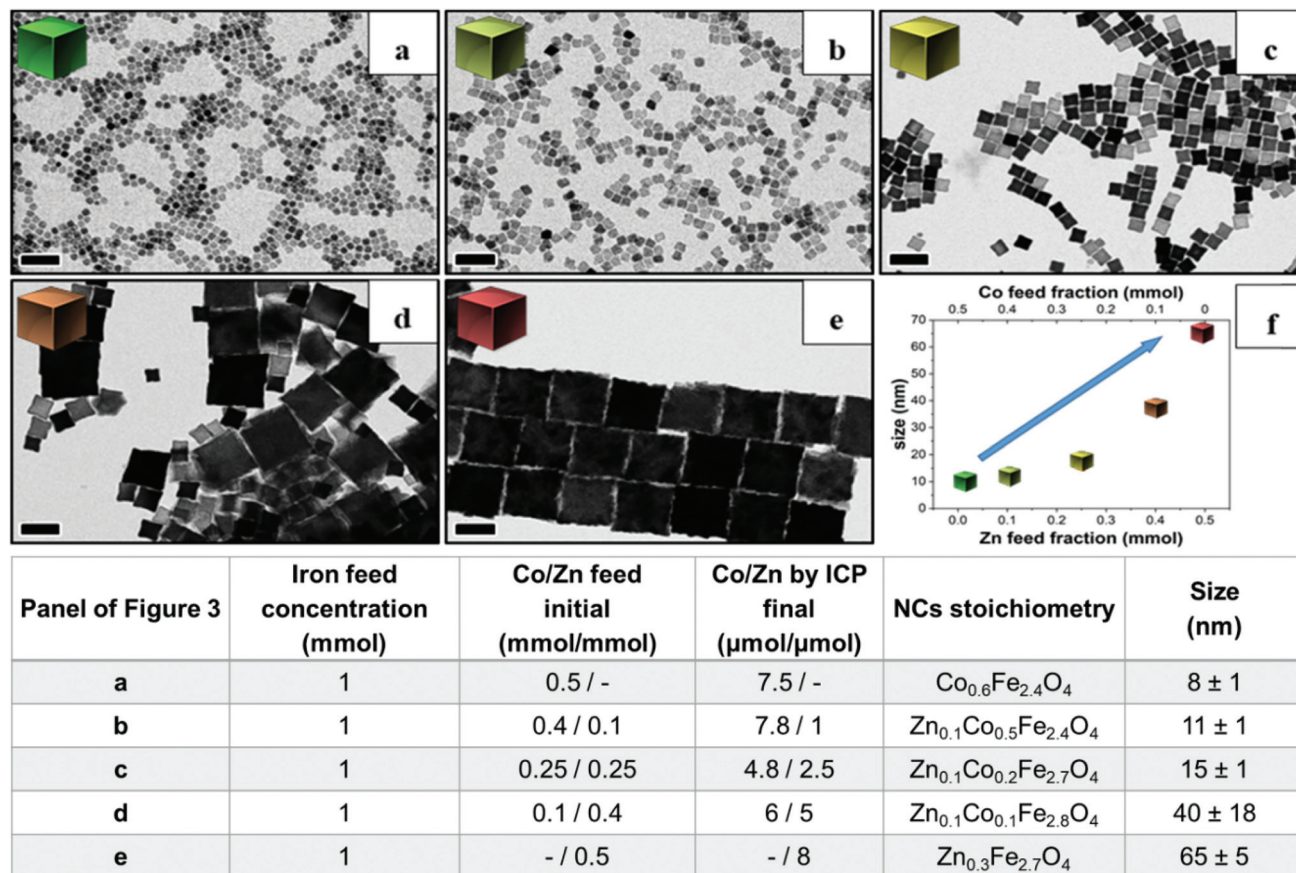 a
b
c
d
e
f
Co feed fraction (mmol)
0.5 0.4 0.3 0.2 0.1 0
70
60
50
40
30
20
10
0
size (nm)
0.0 0.1 0.2 0.3 0.4 0.5
Zn feed fraction (mmol)
Panel of Figure 3 | Iron feed concentration (mmol) | Co/Zn feed initial (mmol/mmol) | Co/Zn by ICP final (µmol/µmol) | NCs stoichiometry | Size (nm)
a 1 0.5 / - 7.5 / - Co₀.₆Fe₂.₄O₄ 8 ± 1
b 1 0.4 / 0.1 7.8 / 1 Zn₀.₁Co₀.₅Fe₂.₄O₄ 11 ± 1
c 1 0.25 / 0.25 4.8 / 2.5 Zn₀.₁Co₀.₂Fe₂.₇O₄ 15 ± 1
d 1 0.1 / 0.4 6 / 5 Zn₀.₁Co₀.₁Fe₂.₈O₄ 40 ± 18
e 1 - / 0.5 - / 8 Zn₀.₃Fe₂.₇O₄ 65 ± 5